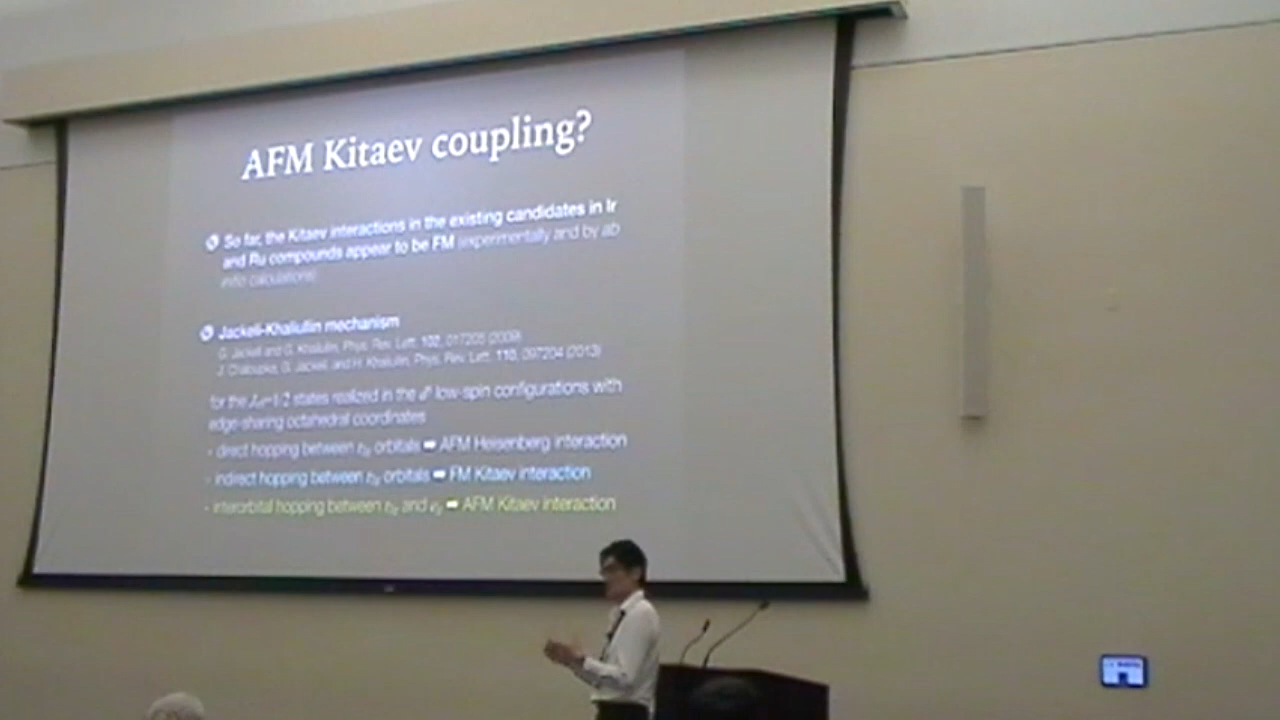 AFM Kitaev coupling?
So far, the Kitaev interactions in the existing candidates in Ir
and Ru compounds appear to be FM (experimentally and by ab
initio calculations)
Jackeli-Khaliullin mechanism
G. Jackeli and G. Khaliullin, Phys. Rev. Lett. 102, 017205 (2009)
J. Chaloupka, G. Jackeli, and H. Khaliullin, Phys. Rev. Lett. 110, 097204 (2013)
for the Jeff=1/2 states realized in the d⁵ low-spin configurations with
edge-sharing octahedral coordinates
- direct hopping between t2g orbitals ➡ AFM Heisenberg interaction
- indirect hopping between t2g orbitals ➡ FM Kitaev interaction
- interorbital hopping between t2g and eg ➡ AFM Kitaev interaction